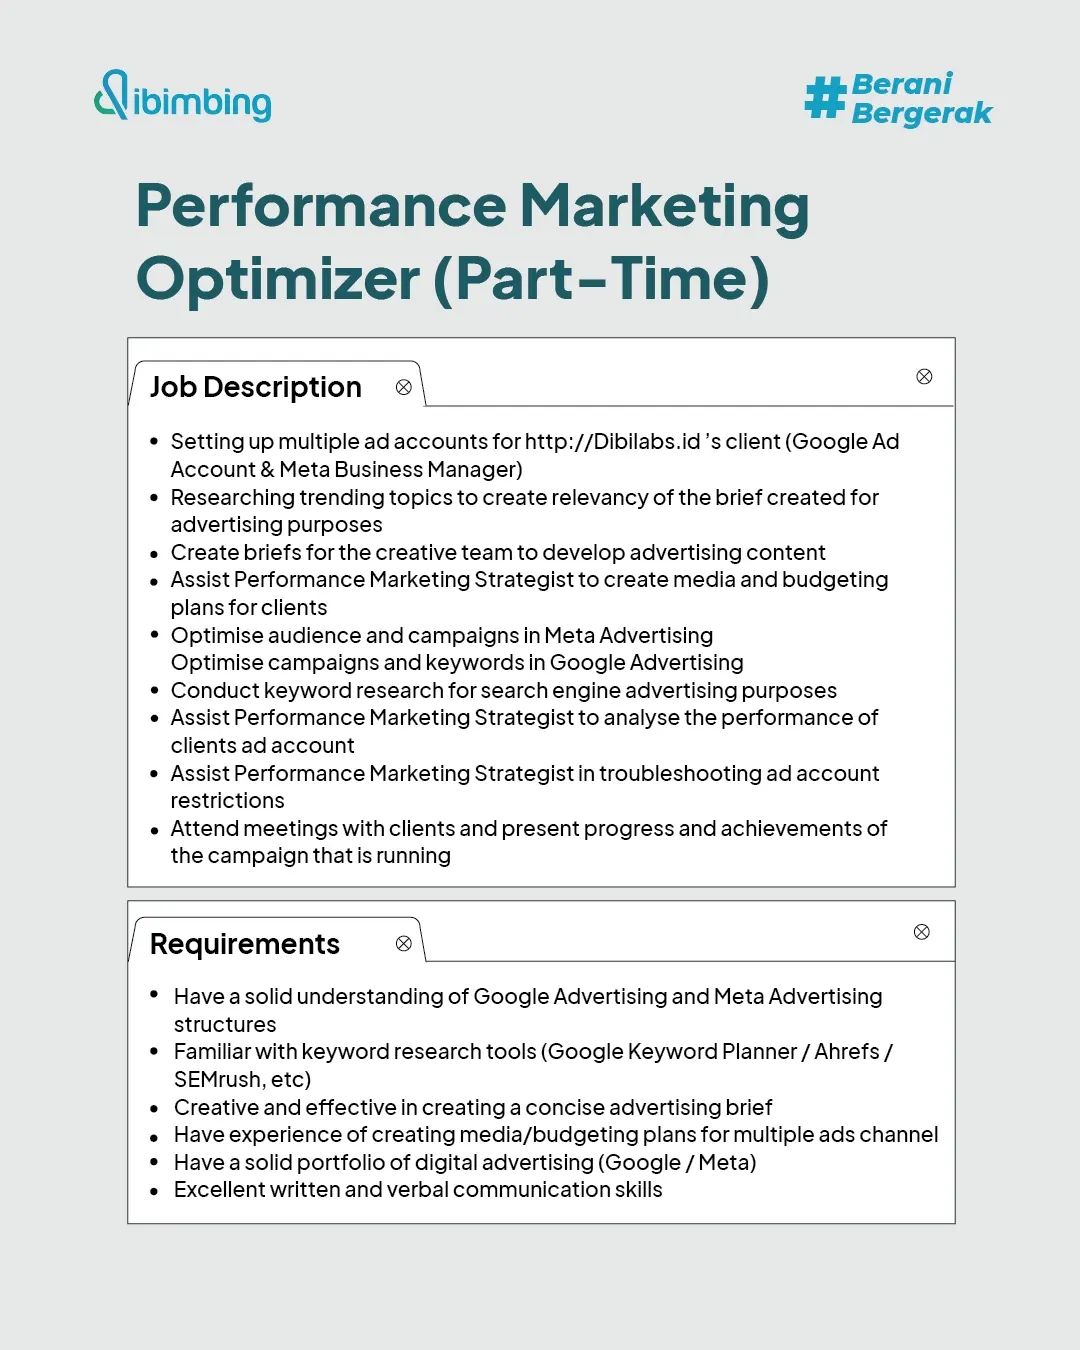 dibimbing
#Berani
Bergerak
Performance Marketing
Optimizer (Part-Time)
Job Description
• Setting up multiple ad accounts for http://Dibilabs.id ’s client (Google Ad
Account & Meta Business Manager)
• Researching trending topics to create relevancy of the brief created for
advertising purposes
• Create briefs for the creative team to develop advertising content
• Assist Performance Marketing Strategist to create media and budgeting
plans for clients
• Optimise audience and campaigns in Meta Advertising
Optimise campaigns and keywords in Google Advertising
• Conduct keyword research for search engine advertising purposes
• Assist Performance Marketing Strategist to analyse the performance of
clients ad account
• Assist Performance Marketing Strategist in troubleshooting ad account
restrictions
• Attend meetings with clients and present progress and achievements of
the campaign that is running
Requirements
• Have a solid understanding of Google Advertising and Meta Advertising
structures
• Familiar with keyword research tools (Google Keyword Planner / Ahrefs /
SEMrush, etc)
• Creative and effective in creating a concise advertising brief
• Have experience of creating media/budgeting plans for multiple ads channel
• Have a solid portfolio of digital advertising (Google / Meta)
• Excellent written and verbal communication skills